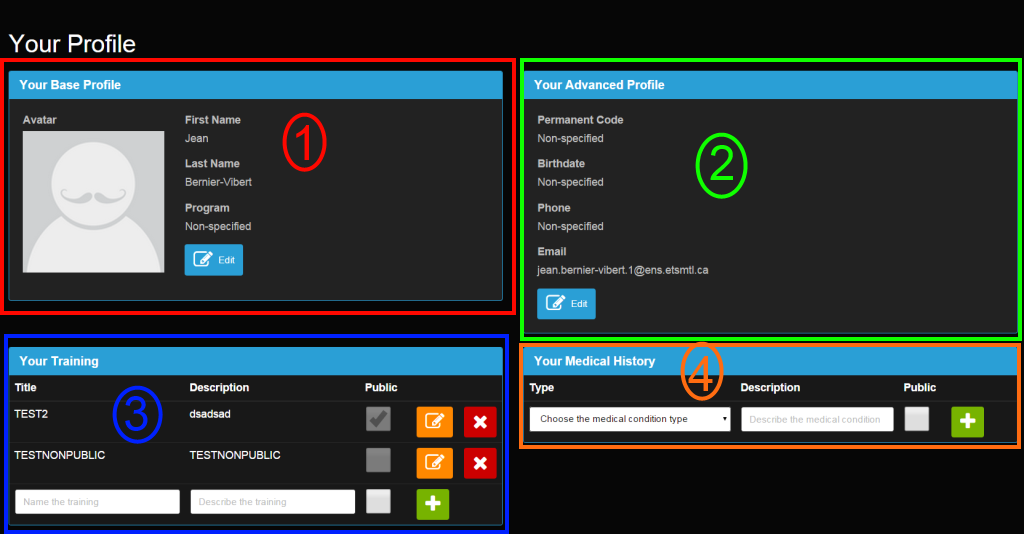 Your Profile
Your Base Profile
Avatar
First Name
Jean
Last Name
Bernier-Vibert
Program
Non-specified
Edit
1
Your Advanced Profile
Permanent Code
Non-specified
Birthdate
Non-specified
Phone
Non-specified
Email
jean.bernier-vibert.1@ens.etsmtl.ca
Edit
2
Your Training
Title Description Public
TEST2 dsadsad
TESTNONPUBLIC TESTNONPUBLIC
Name the training Describe the training
3
Your Medical History
Type Description Public
Choose the medical condition type Describe the medical condition
4